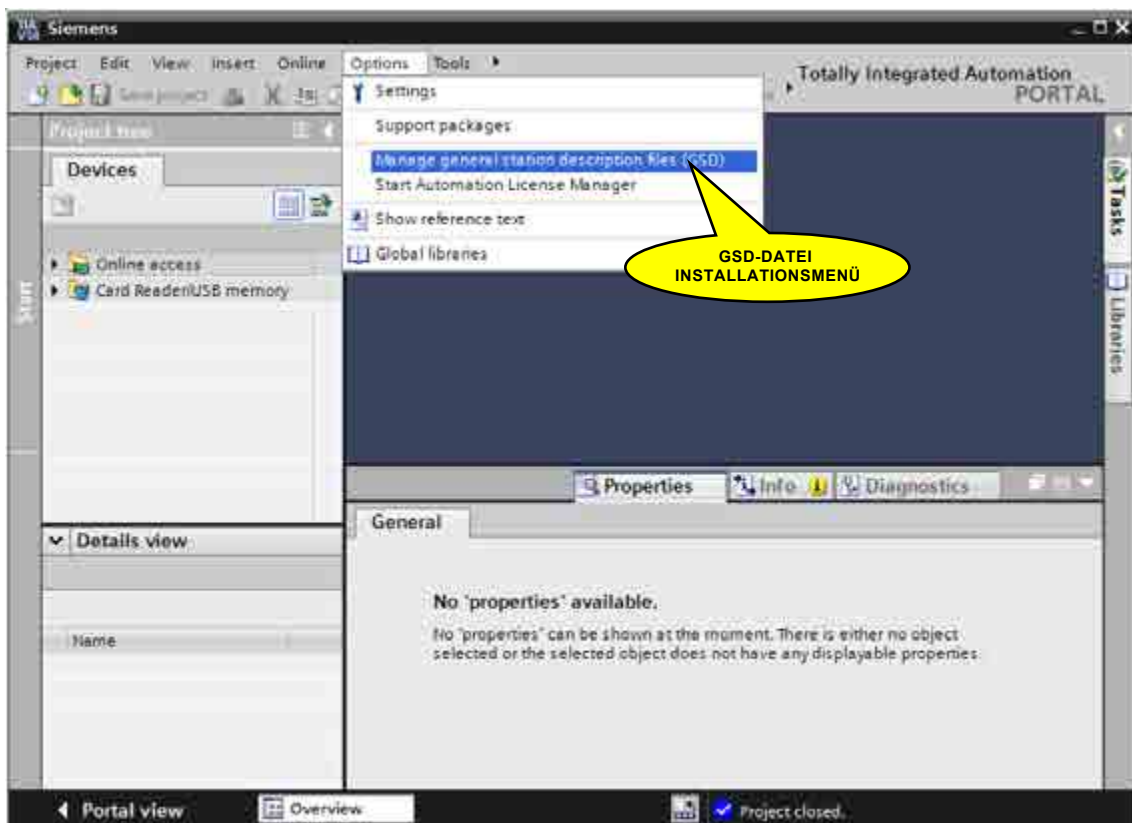 Siemens
Project Edit View Insert Online Options Tools
Totally Integrated Automation
PORTAL
Save project
Settings
Support packages
Manage general station description files (GSD)
Start Automation License Manager
Show reference text
Global libraries
GSD-DATEI
INSTALLATIONSMENÜ
Project tree
Devices
Online access
Card Reader/USB memory
Start
Tasks
Libraries
Properties
Info
Diagnostics
General
Details view
Name
No 'properties' available.
No 'properties' can be shown at the moment. There is either no object
selected or the selected object does not have any displayable properties.
Portal view
Overview
Project closed.